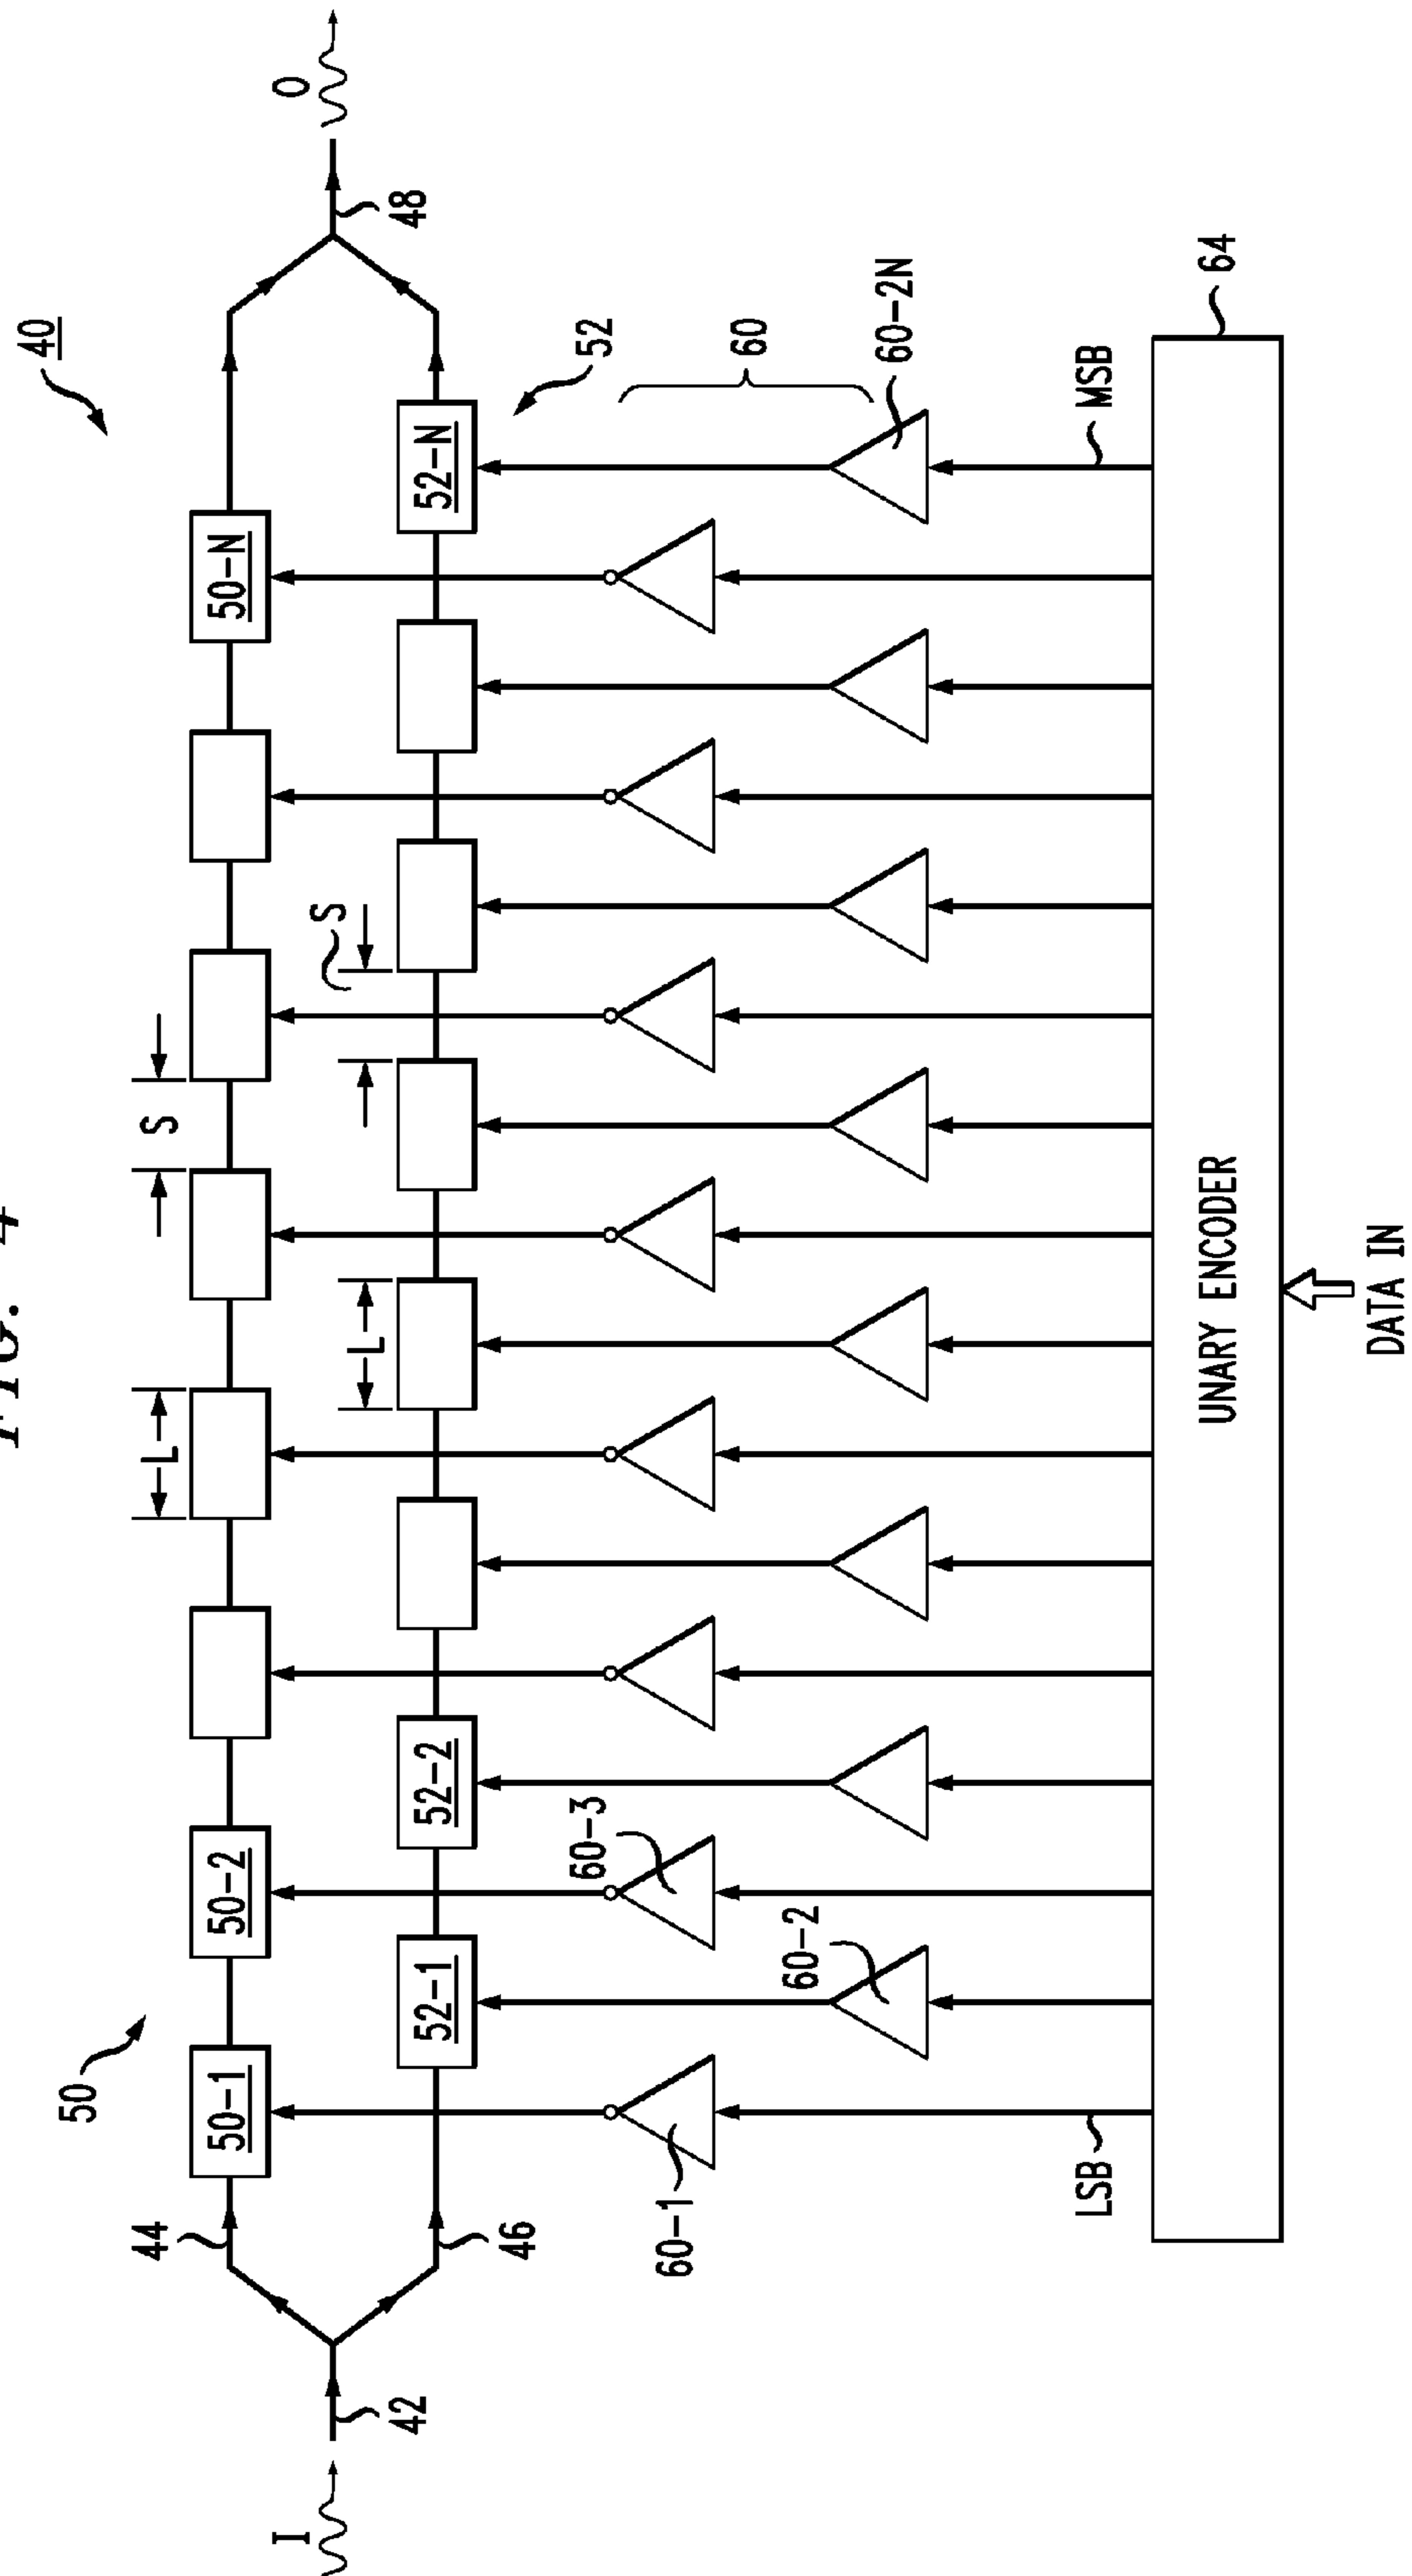 FIG. 4
40
I
42
44
46
50
50-1
50-2
50-N
L
S
52-1
52-2
52-N
L
S
52
48
O
60-1
60-2
60-3
60
60-2N
LSB
MSB
UNARY ENCODER
64
DATA IN